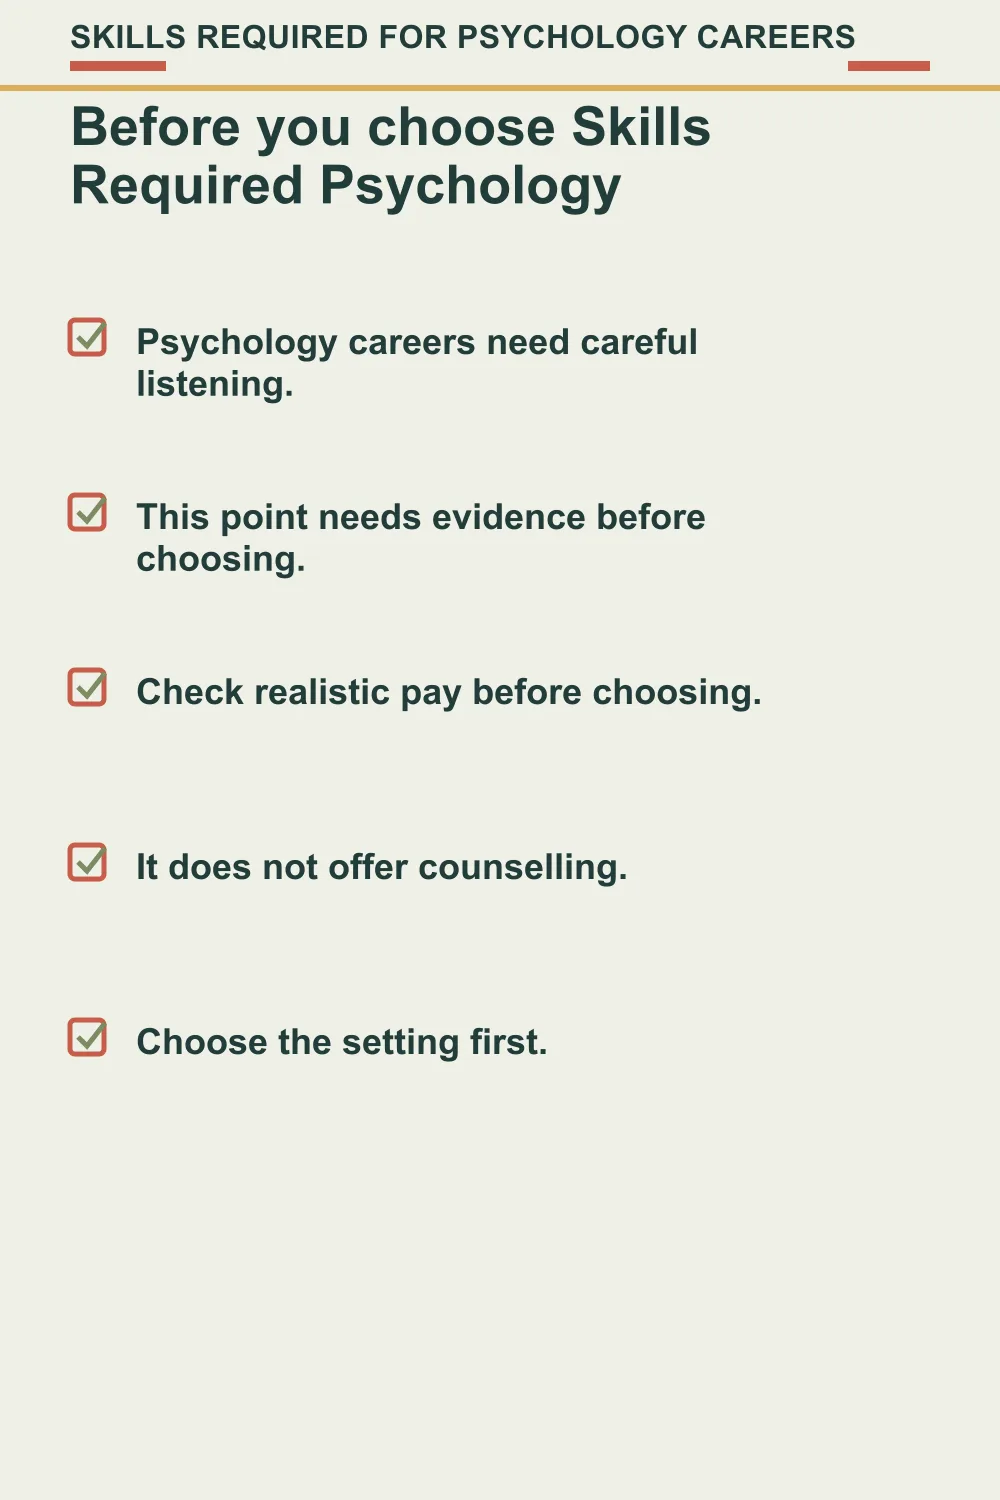 SKILLS REQUIRED FOR PSYCHOLOGY CAREERS
Before you choose Skills
Required Psychology
Psychology careers need careful
listening.
This point needs evidence before
choosing.
Check realistic pay before choosing.
It does not offer counselling.
Choose the setting first.